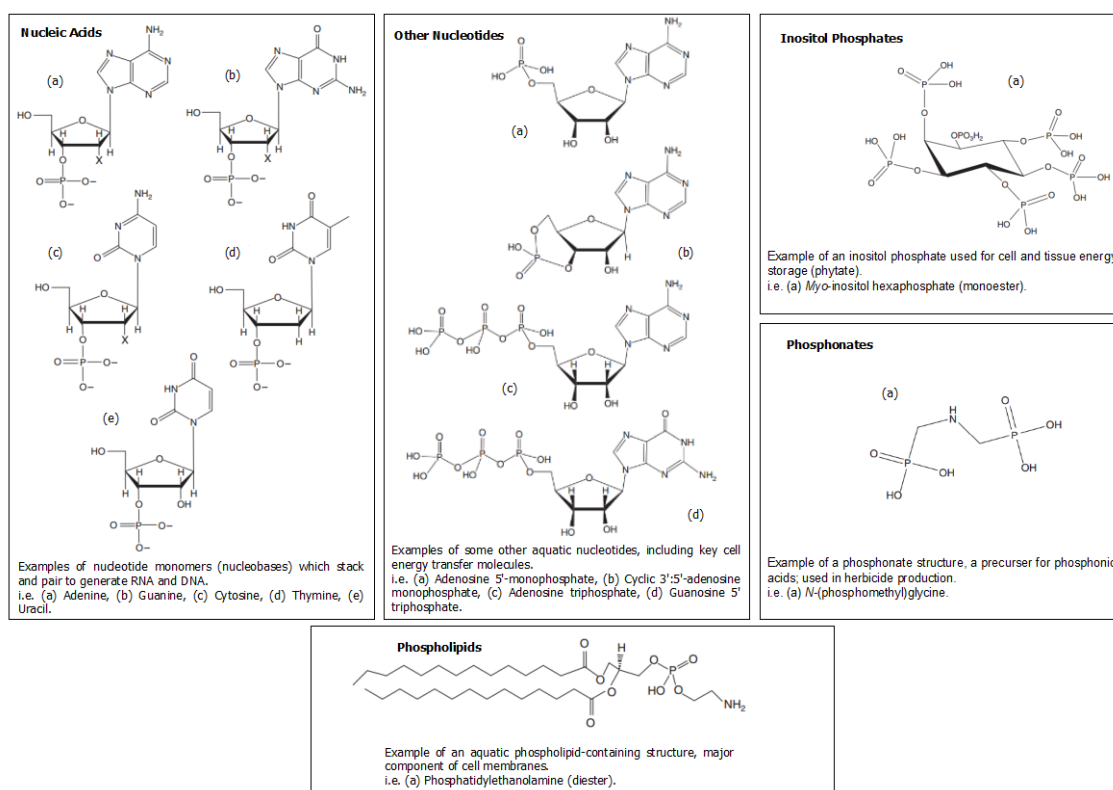 Nucleic Acids
(a)
(b)
(c)
(d)
(e)
Examples of nucleotide monomers (nucleobases) which stack
and pair to generate RNA and DNA.
i.e. (a) Adenine, (b) Guanine, (c) Cytosine, (d) Thymine, (e)
Uracil.
Other Nucleotides
(a)
(b)
(c)
(d)
Examples of some other aquatic nucleotides, including key cell
energy transfer molecules.
i.e. (a) Adenosine 5'-monophosphate, (b) Cyclic 3':5'-adenosine
monophosphate, (c) Adenosine triphosphate, (d) Guanosine 5'
triphosphate.
Inositol Phosphates
(a)
OPO₃H₂
Example of an inositol phosphate used for cell and tissue energy
storage (phytate).
i.e. (a) Myo-inositol hexaphosphate (monoester).
Phosphonates
(a)
Example of a phosphonate structure, a precurser for phosphonic
acids; used in herbicide production.
i.e. (a) N-(phosphomethyl)glycine.
Phospholipids
Example of an aquatic phospholipid-containing structure, major
component of cell membranes.
i.e. (a) Phosphatidylethanolamine (diester).